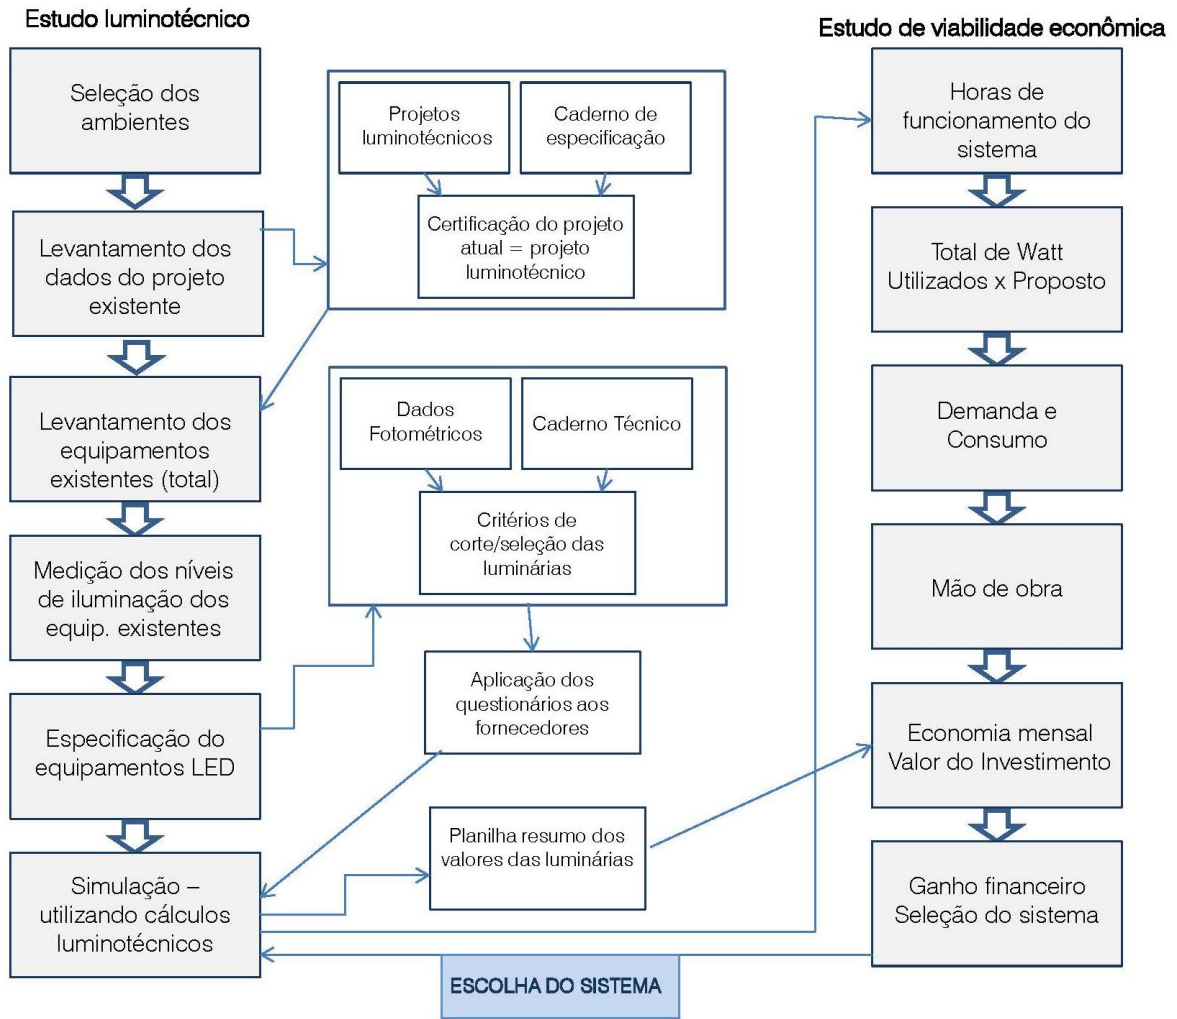 Estudo luminotécnico
Seleção dos
ambientes
Levantamento dos
dados do projeto
existente
Levantamento dos
equipamentos
existentes (total)
Medição dos níveis
de iluminação dos
equip. existentes
Especificação do
equipamentos LED
Simulação –
utilizando cálculos
luminotécnicos
Projetos
luminotécnicos
Caderno de
especificação
Certificação do projeto
atual = projeto
luminotécnico
Dados
Fotométricos
Caderno Técnico
Critérios de
corte/seleção das
luminárias
Aplicação dos
questionários aos
fornecedores
Planilha resumo dos
valores das luminárias
Estudo de viabilidade econômica
Horas de
funcionamento do
sistema
Total de Watt
Utilizados x Proposto
Demanda e
Consumo
Mão de obra
Economia mensal
Valor do Investimento
Ganho financeiro
Seleção do sistema
ESCOLHA DO SISTEMA